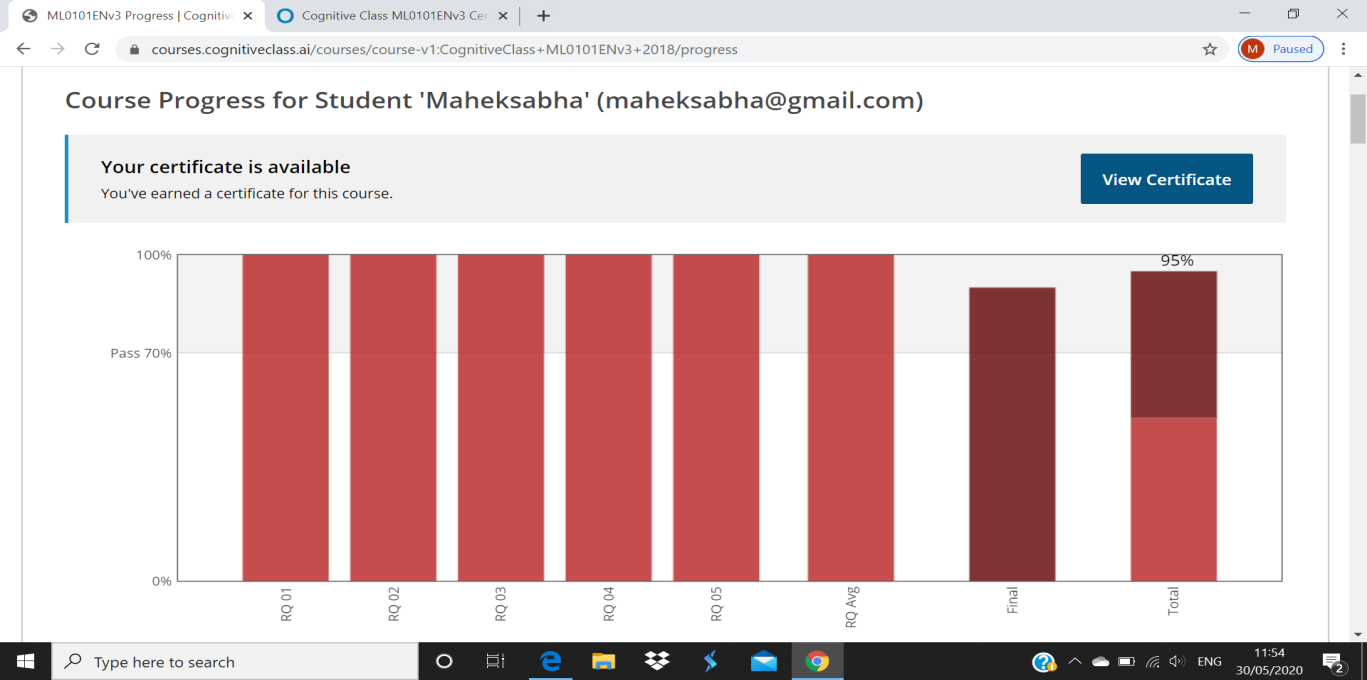 ML0101ENv3 Progress | Cognitiv
Cognitive Class ML0101ENv3 Cer
courses.cognitiveclass.ai/courses/course-v1:CognitiveClass+ML0101ENv3+2018/progress
M Paused
Course Progress for Student 'Maheksabha' (maheksabha@gmail.com)
Your certificate is available
You've earned a certificate for this course.
View Certificate
100%
95%
Pass 70%
0%
RQ 01
RQ 02
RQ 03
RQ 04
RQ 05
RQ Avg
Final
Total
Type here to search
ENG
11:54
30/05/2020
2